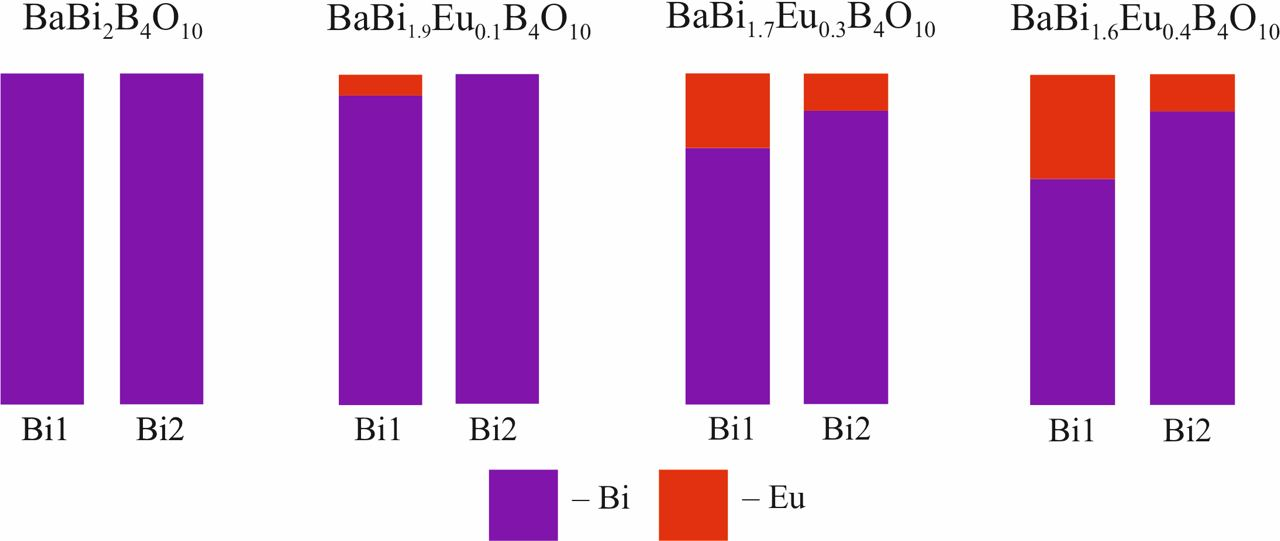 BaBi₂B₄O₁₀ BaBi₁.₉Eu₀.₁B₄O₁₀ BaBi₁.₇Eu₀.₃B₄O₁₀ BaBi₁.₆Eu₀.₄B₄O₁₀
Bi1 Bi2 Bi1 Bi2 Bi1 Bi2 Bi1 Bi2
– Bi – Eu